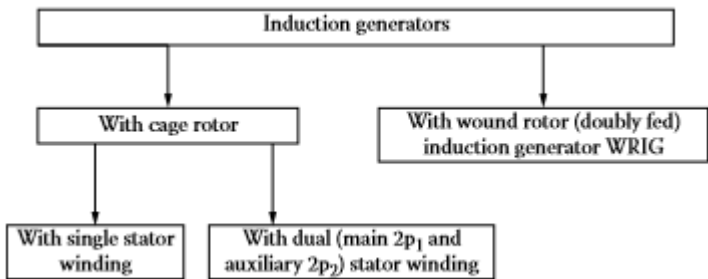 Induction generators
With cage rotor
With wound rotor (doubly fed)
induction generator WRIG
With single stator
winding
With dual (main 2p₁ and
auxiliary 2p₂) stator winding